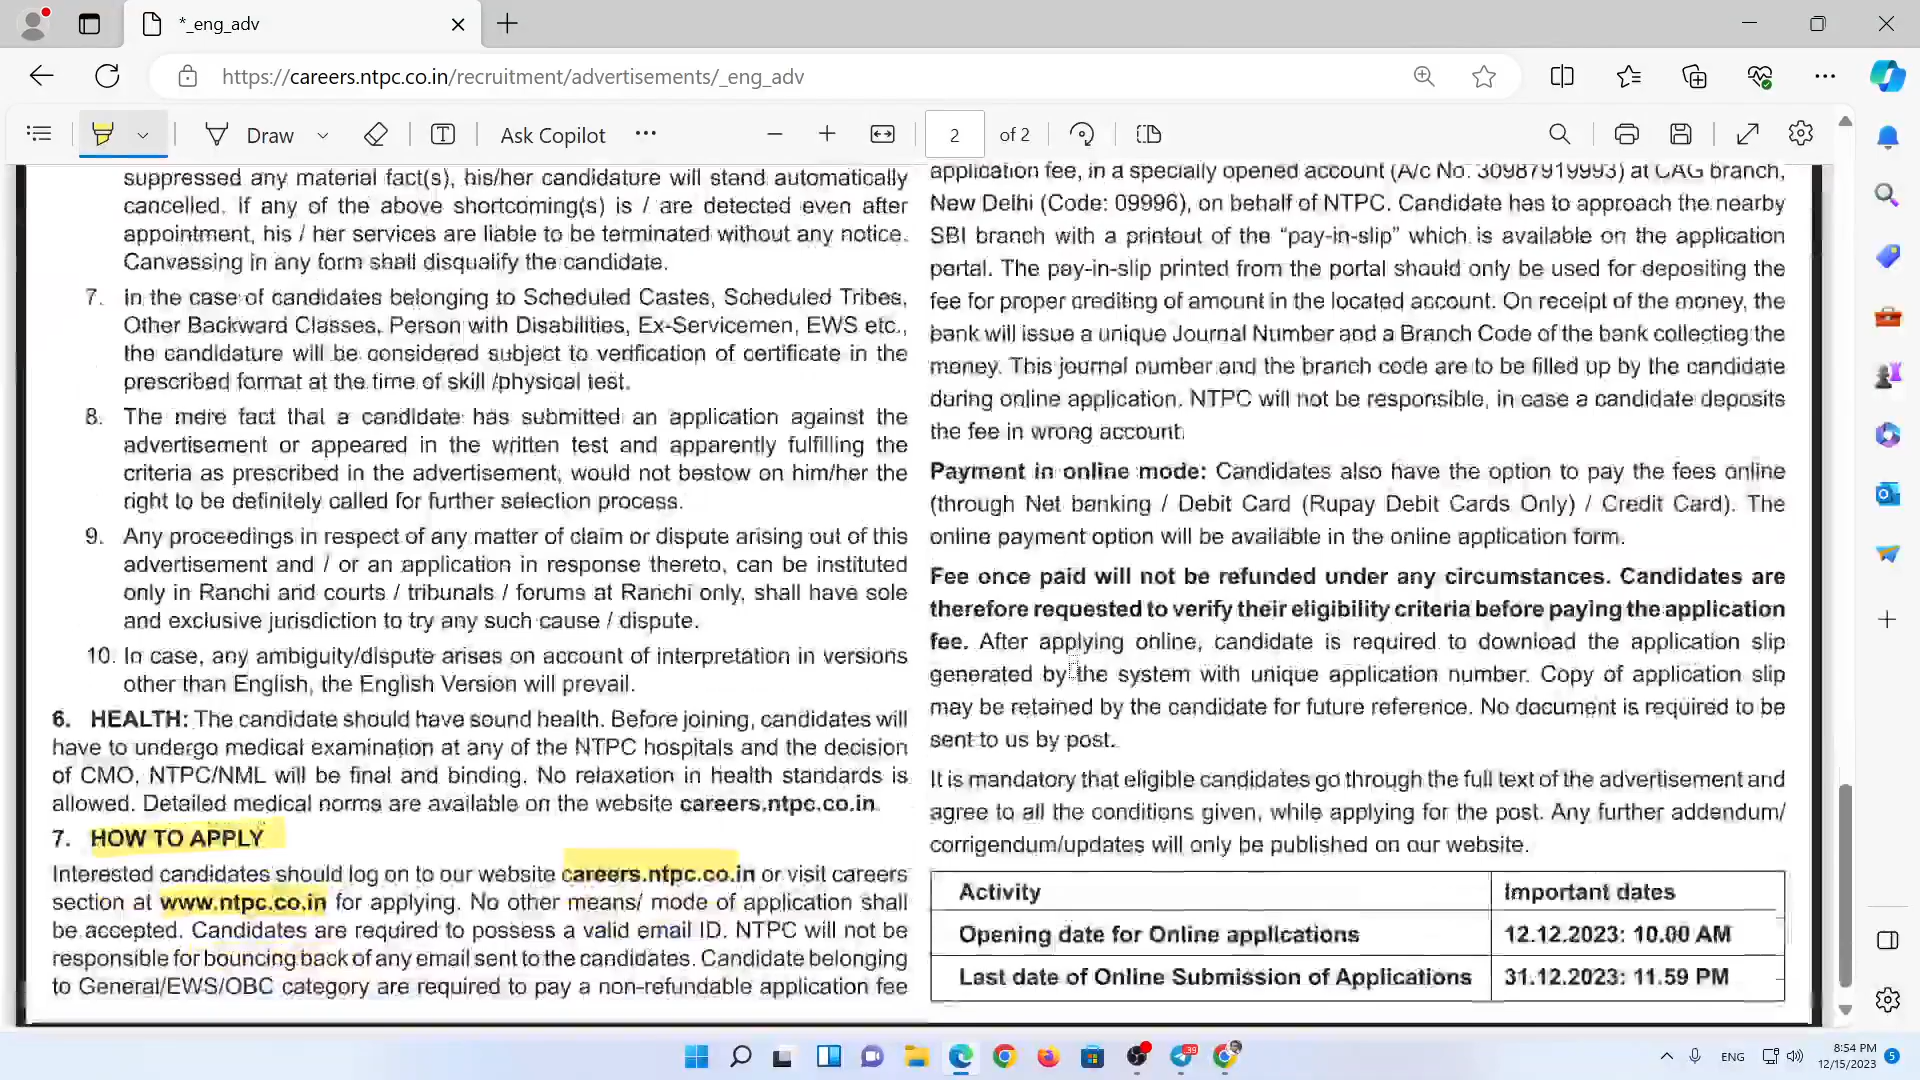 *_eng_adv
https://careers.ntpc.co.in/recruitment/advertisements/_eng_adv
Draw
Ask Copilot
2 of 2
suppressed any material fact(s), his/her candidature will stand automatically
cancelled. If any of the above shortcoming(s) is / are detected even after
appointment, his / her services are liable to be terminated without any notice.
Canvassing in any form shall disqualify the candidate.
7. In the case of candidates belonging to Scheduled Castes, Scheduled Tribes,
Other Backward Classes, Person with Disabilities, Ex-Servicemen, EWS etc.,
the candidature will be considered subject to verification of certificate in the
prescribed format at the time of skill /physical test.
8. The mere fact that a candidate has submitted an application against the
advertisement or appeared in the written test and apparently fulfilling the
criteria as prescribed in the advertisement, would not bestow on him/her the
right to be definitely called for further selection process.
9. Any proceedings in respect of any matter of claim or dispute arising out of this
advertisement and / or an application in response thereto, can be instituted
only in Ranchi and courts / tribunals / forums at Ranchi only, shall have sole
and exclusive jurisdiction to try any such cause / dispute.
10. In case, any ambiguity/dispute arises on account of interpretation in versions
other than English, the English Version will prevail.
6. HEALTH: The candidate should have sound health. Before joining, candidates will
have to undergo medical examination at any of the NTPC hospitals and the decision
of CMO, NTPC/NML will be final and binding. No relaxation in health standards is
allowed. Detailed medical norms are available on the website careers.ntpc.co.in
7. HOW TO APPLY
Interested candidates should log on to our website careers.ntpc.co.in or visit careers
section at www.ntpc.co.in for applying. No other means/ mode of application shall
be accepted. Candidates are required to possess a valid email ID. NTPC will not be
responsible for bouncing back of any email sent to the candidates. Candidate belonging
to General/EWS/OBC category are required to pay a non-refundable application fee
application fee, in a specially opened account (A/c No. 30987919993) at CAG branch,
New Delhi (Code: 09996), on behalf of NTPC. Candidate has to approach the nearby
SBI branch with a printout of the "pay-in-slip" which is available on the application
portal. The pay-in-slip printed from the portal should only be used for depositing the
fee for proper crediting of amount in the located account. On receipt of the money, the
bank will issue a unique Journal Number and a Branch Code of the bank collecting the
money. This journal number and the branch code are to be filled up by the candidate
during online application. NTPC will not be responsible, in case a candidate deposits
the fee in wrong account.
Payment in online mode: Candidates also have the option to pay the fees online
(through Net banking / Debit Card (Rupay Debit Cards Only) / Credit Card). The
online payment option will be available in the online application form.
Fee once paid will not be refunded under any circumstances. Candidates are
therefore requested to verify their eligibility criteria before paying the application
fee. After applying online, candidate is required to download the application slip
generated by the system with unique application number. Copy of application slip
may be retained by the candidate for future reference. No document is required to be
sent to us by post.
It is mandatory that eligible candidates go through the full text of the advertisement and
agree to all the conditions given, while applying for the post. Any further addendum/
corrigendum/updates will only be published on our website.
Activity Important dates
Opening date for Online applications 12.12.2023: 10.00 AM
Last date of Online Submission of Applications 31.12.2023: 11.59 PM
39
ENG
8:54 PM
12/15/2023
5